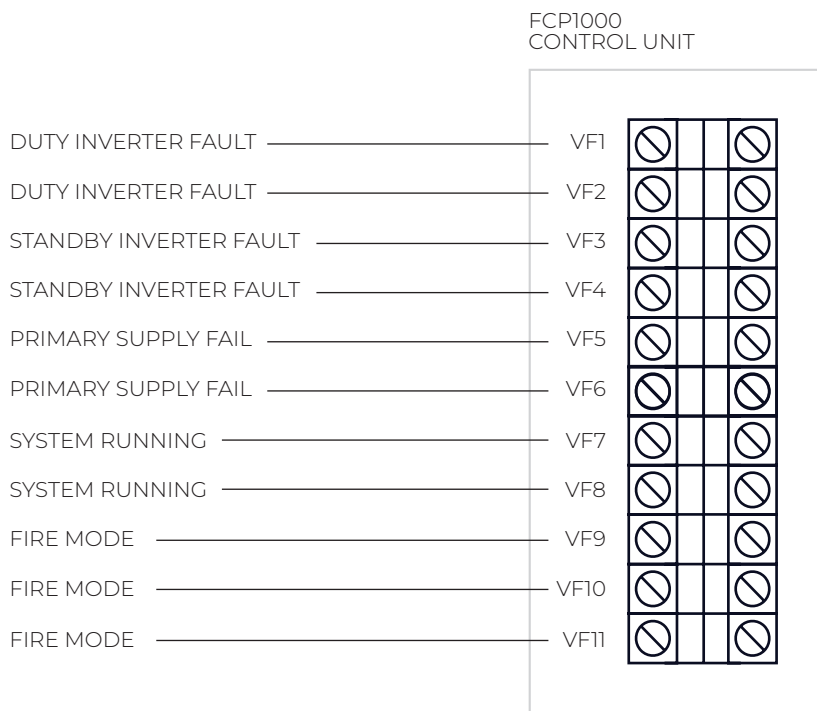 FCP1000
CONTROL UNIT
DUTY INVERTER FAULT VF1
DUTY INVERTER FAULT VF2
STANDBY INVERTER FAULT VF3
STANDBY INVERTER FAULT VF4
PRIMARY SUPPLY FAIL VF5
PRIMARY SUPPLY FAIL VF6
SYSTEM RUNNING VF7
SYSTEM RUNNING VF8
FIRE MODE VF9
FIRE MODE VF10
FIRE MODE VF11